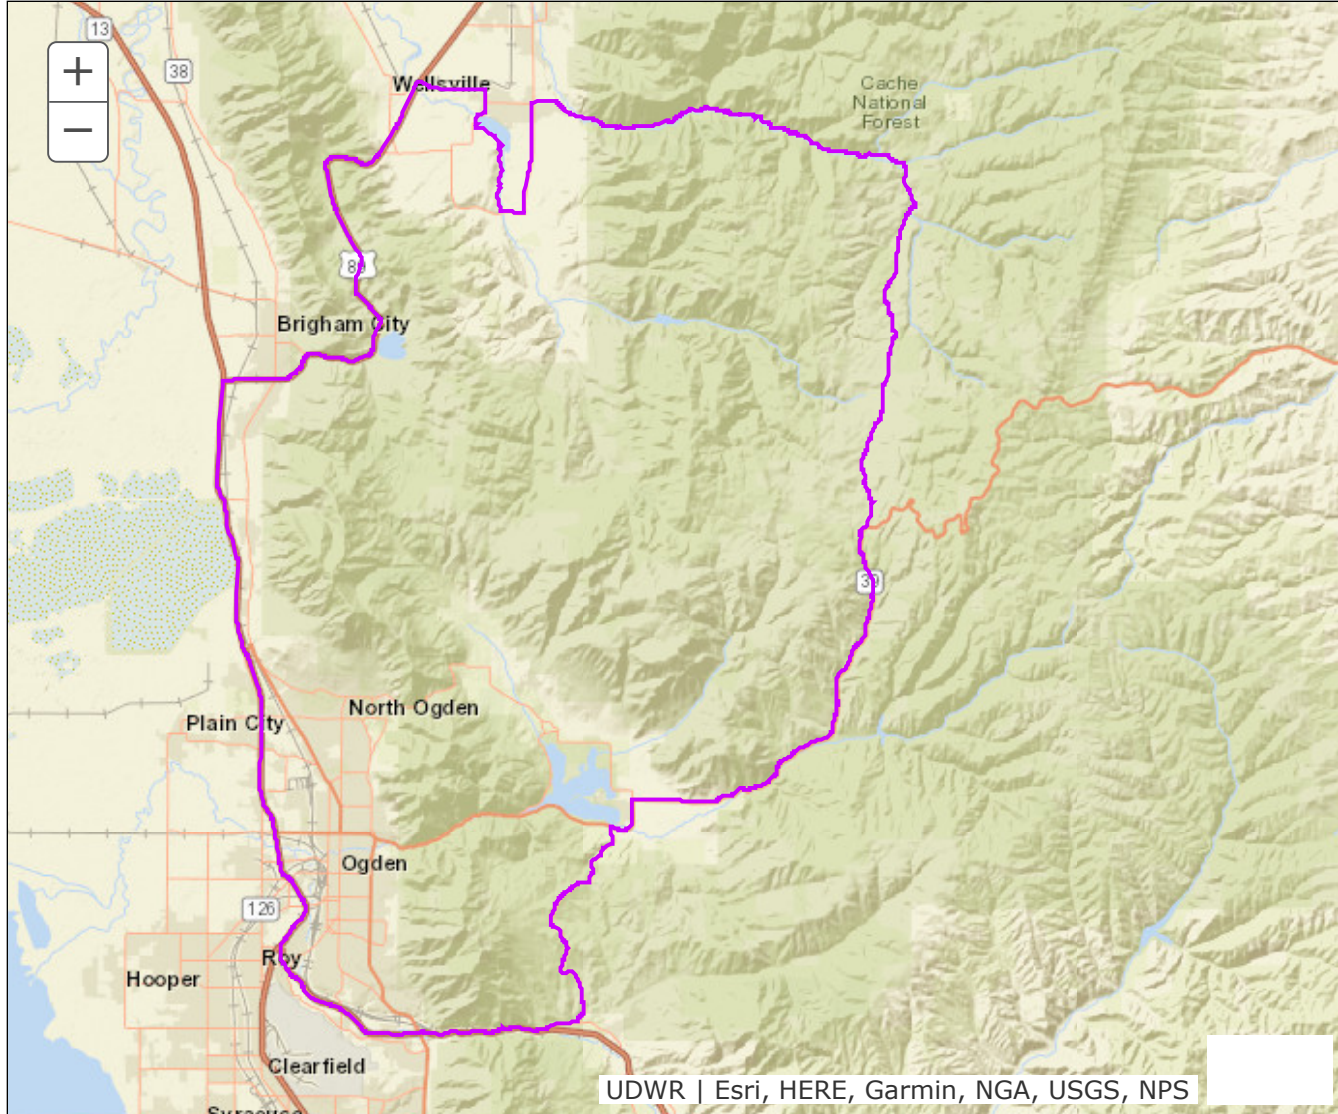 13
38
+
−
Wellsville
Cache
National
Forest
89
Brigham City
39
North Ogden
Plain City
Ogden
126
Roy
Hooper
Clearfield
Syracuse
UDWR | Esri, HERE, Garmin, NGA, USGS, NPS